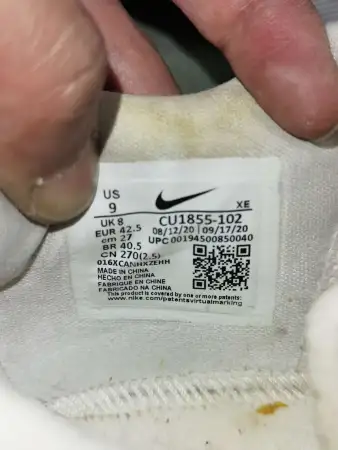 US
9
XE
UK 8
CU1855-102
EUR 42.5
08/12/20 09/17/20
cm 27
UPC 00194500850040
BR 40.5
CN 270(2.5)
016XCANHXZEHH
MADE IN CHINA
HECHO EN CHINA
FABRIQUE EN CHINE
FABRICADO NA CHINA
This product is covered by one or more patents:
www.nike.com/patentsvirtualmarking